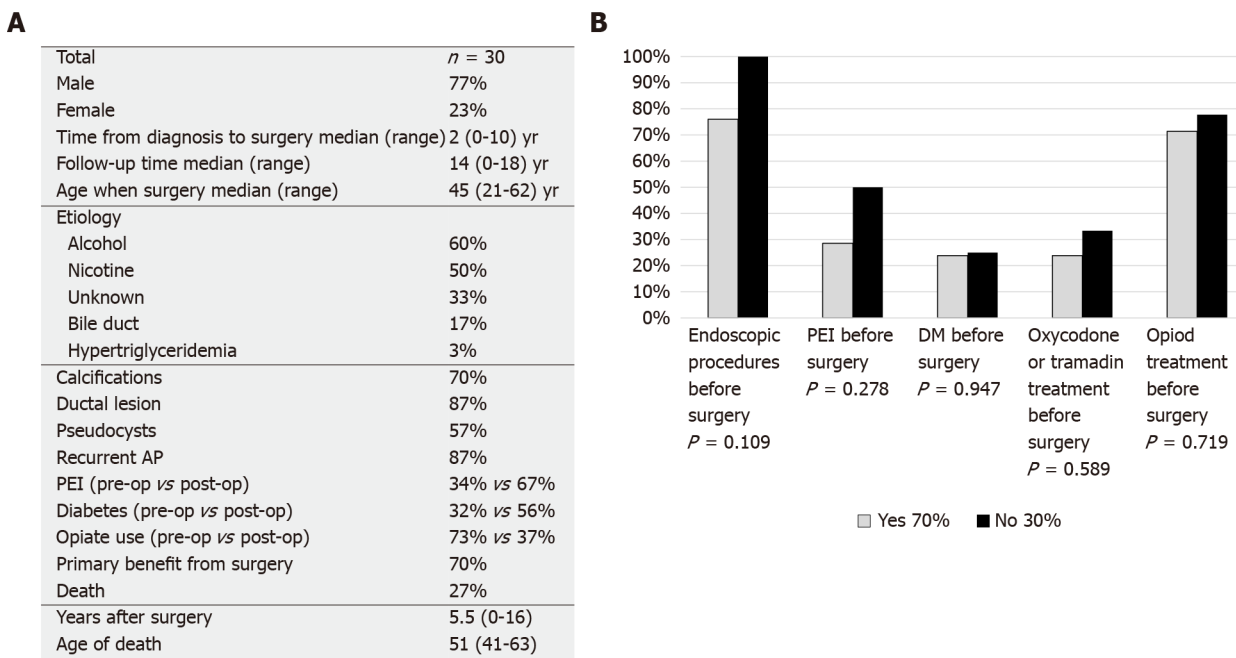 A
Total n = 30
Male 77%
Female 23%
Time from diagnosis to surgery median (range) 2 (0-10) yr
Follow-up time median (range) 14 (0-18) yr
Age when surgery median (range) 45 (21-62) yr
Etiology
Alcohol 60%
Nicotine 50%
Unknown 33%
Bile duct 17%
Hypertriglyceridemia 3%
Calcifications 70%
Ductal lesion 87%
Pseudocysts 57%
Recurrent AP 87%
PEI (pre-op vs post-op) 34% vs 67%
Diabetes (pre-op vs post-op) 32% vs 56%
Opiate use (pre-op vs post-op) 73% vs 37%
Primary benefit from surgery 70%
Death 27%
Years after surgery 5.5 (0-16)
Age of death 51 (41-63)
B
100%
90%
80%
70%
60%
50%
40%
30%
20%
10%
0%
Endoscopic
procedures
before
surgery
P = 0.109
PEI before
surgery
P = 0.278
DM before
surgery
P = 0.947
Oxycodone
or tramadin
treatment
before
surgery
P = 0.589
Opiod
treatment
before
surgery
P = 0.719
Yes 70% No 30%